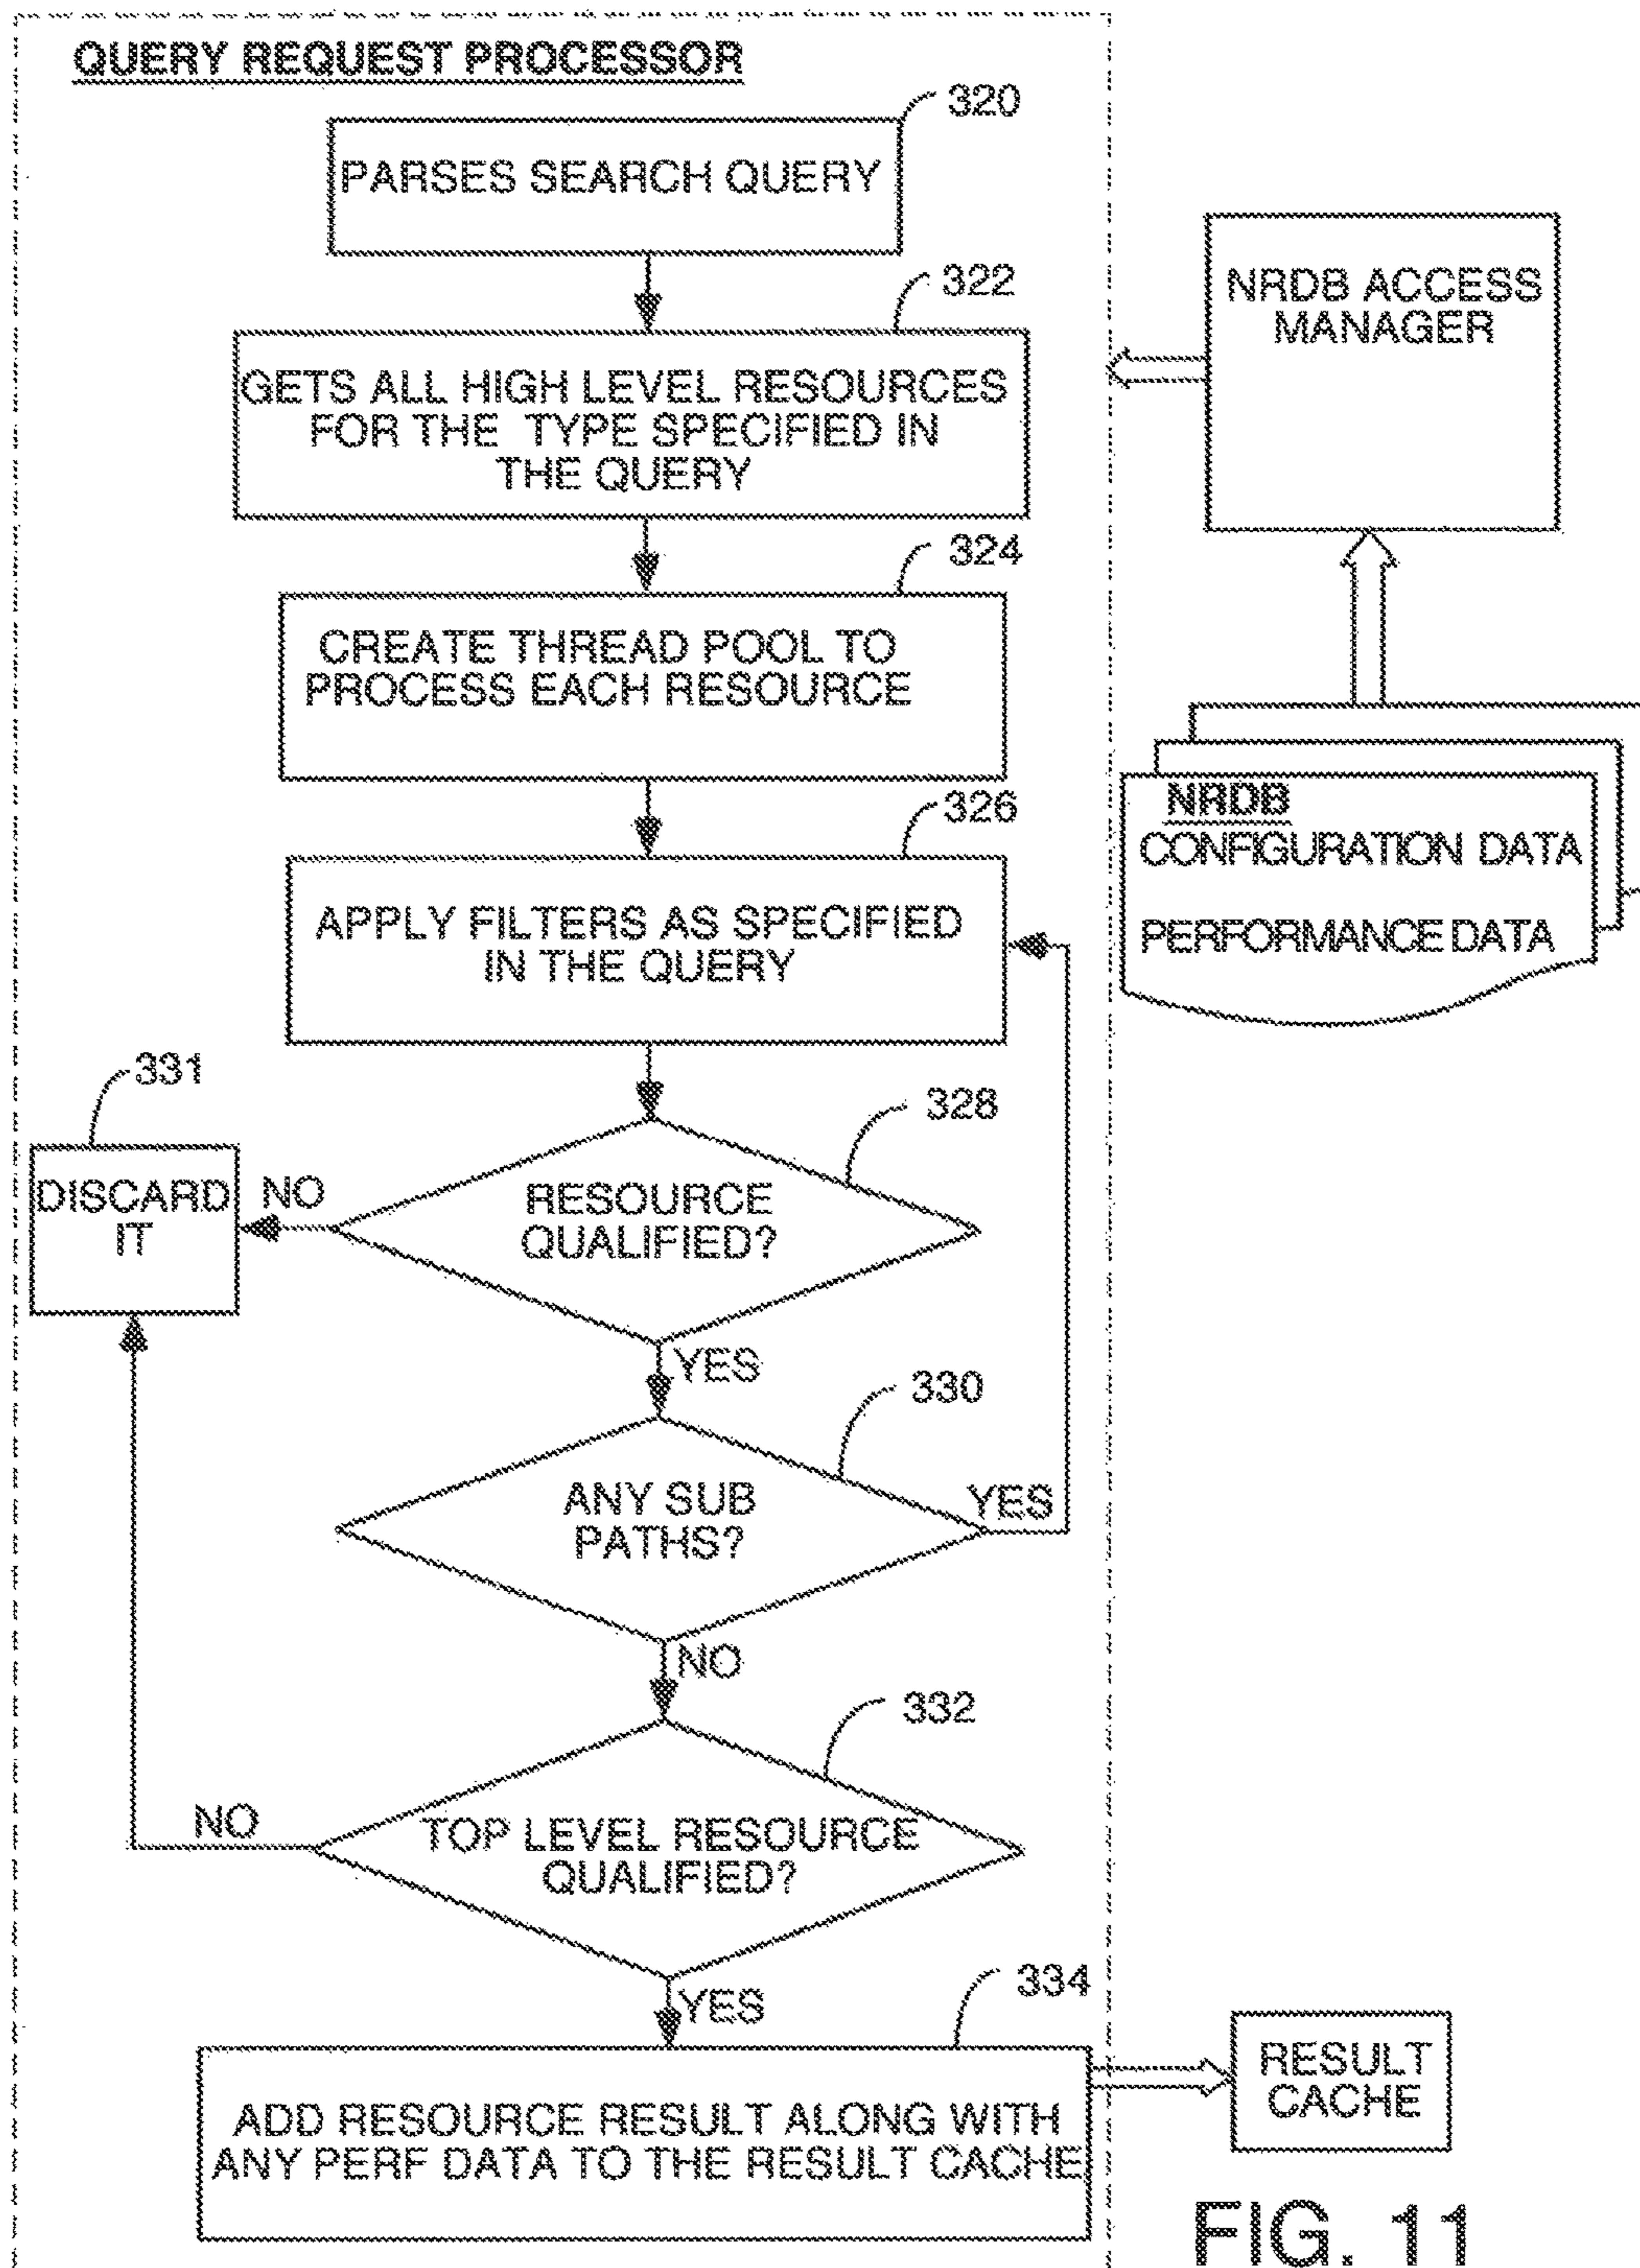 QUERY REQUEST PROCESSOR
320
PARSES SEARCH QUERY
322
GETS ALL HIGH LEVEL RESOURCES
FOR THE TYPE SPECIFIED IN
THE QUERY
NRDB ACCESS
MANAGER
324
CREATE THREAD POOL TO
PROCESS EACH RESOURCE
NRDB
CONFIGURATION DATA
PERFORMANCE DATA
326
APPLY FILTERS AS SPECIFIED
IN THE QUERY
331
DISCARD
IT
NO
328
RESOURCE
QUALIFIED?
YES
330
ANY SUB
PATHS?
YES
NO
332
TOP LEVEL RESOURCE
QUALIFIED?
NO
YES
334
ADD RESOURCE RESULT ALONG WITH
ANY PERF DATA TO THE RESULT CACHE
RESULT
CACHE
FIG. 11